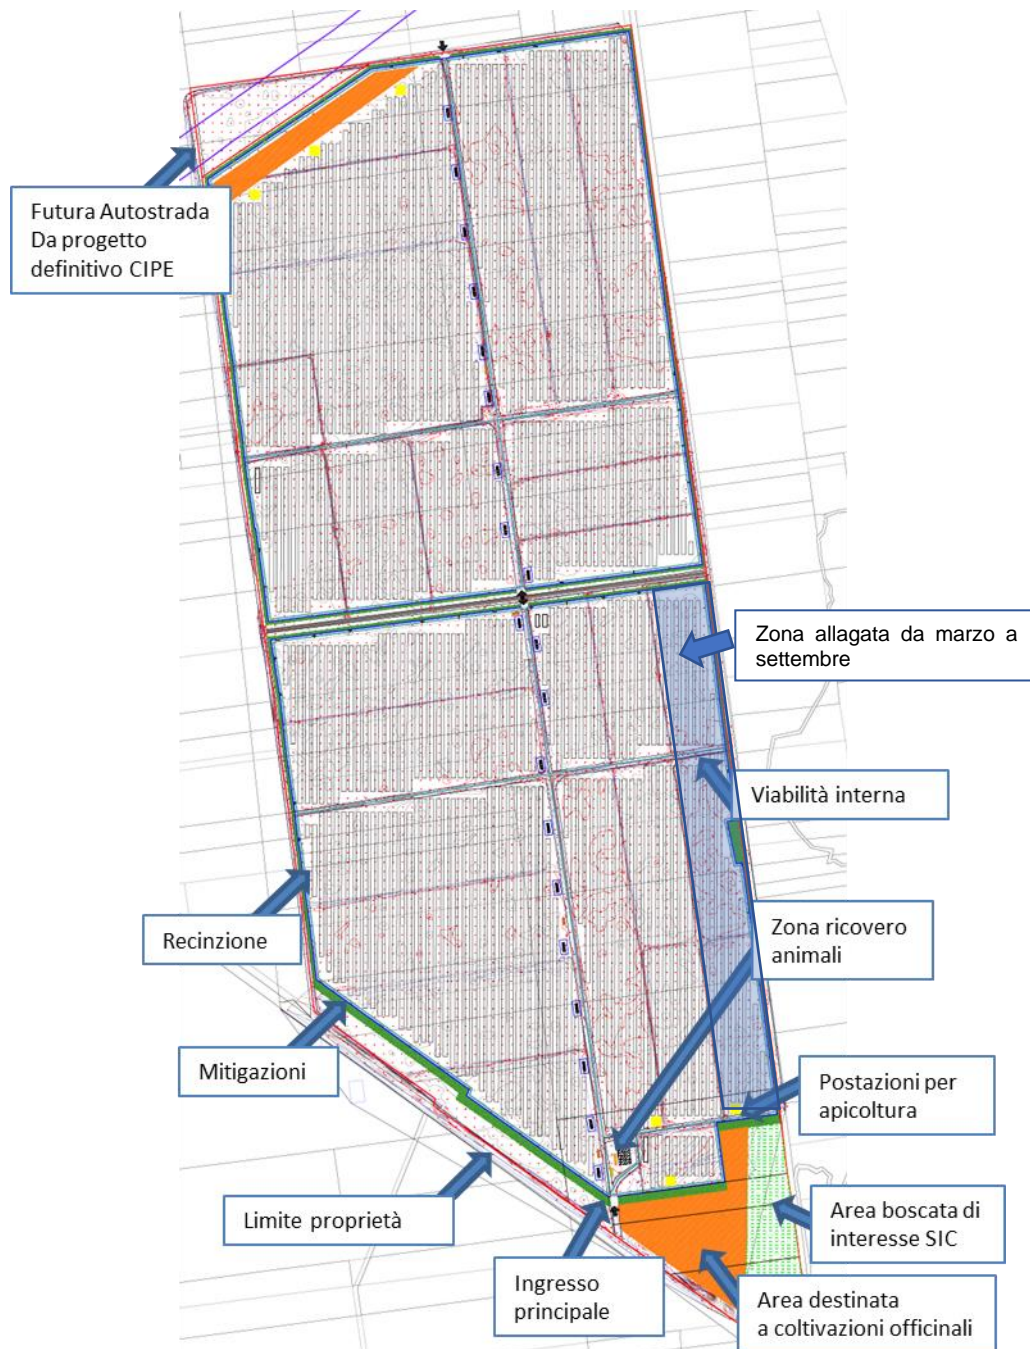 Futura Autostrada
Da progetto
definitivo CIPE
Zona allagata da marzo a
settembre
Viabilità interna
Zona ricovero
animali
Recinzione
Mitigazioni
Postazioni per
apicoltura
Limite proprietà
Area boscata di
interesse SIC
Ingresso
principale
Area destinata
a coltivazioni officinali